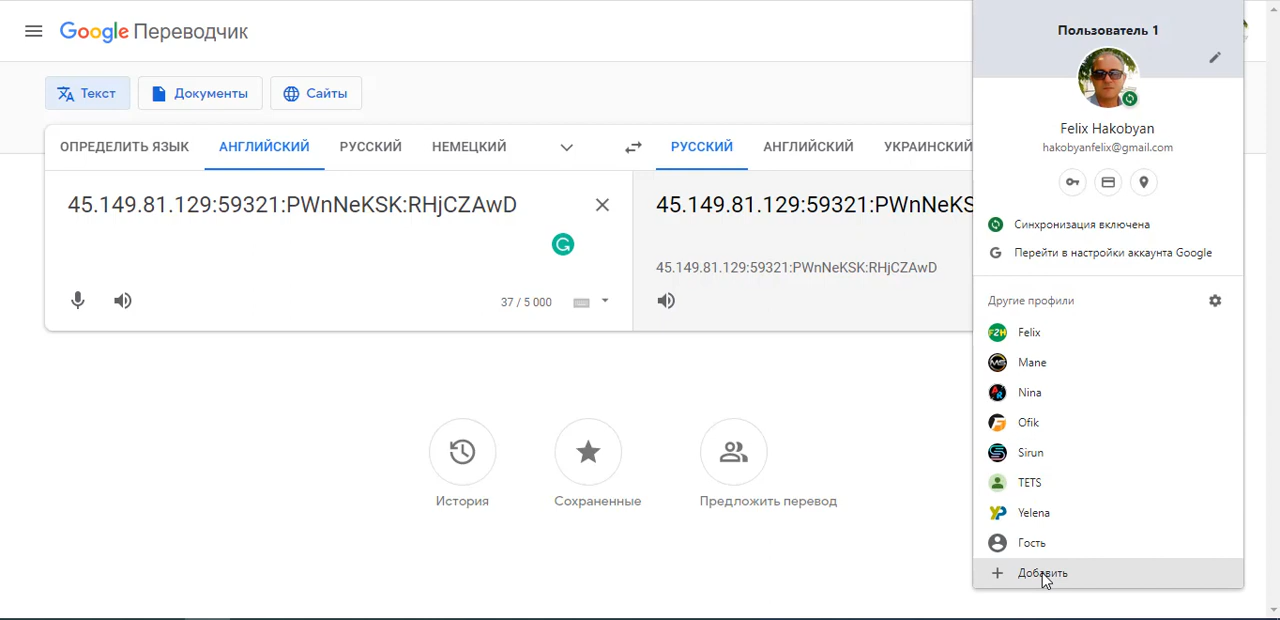 Google Переводчик
Текст
Документы
Сайты
ОПРЕДЕЛИТЬ ЯЗЫК
АНГЛИЙСКИЙ
РУССКИЙ
НЕМЕЦКИЙ
РУССКИЙ
АНГЛИЙСКИЙ
УКРАИНСКИЙ
45.149.81.129:59321:PWnNeKSK:RHjCZAwD
45.149.81.129:59321:PWnNeKS
45.149.81.129:59321:PWnNeKSK:RHjCZAwD
37 / 5 000
История
Сохраненные
Предложить перевод
Пользователь 1
Felix Hakobyan
hakobyanfelix@gmail.com
Синхронизация включена
G Перейти в настройки аккаунта Google
Другие профили
FZH Felix
MS Mane
Nina
Ofik
Sirun
TETS
YP Yelena
Гость
Добавить